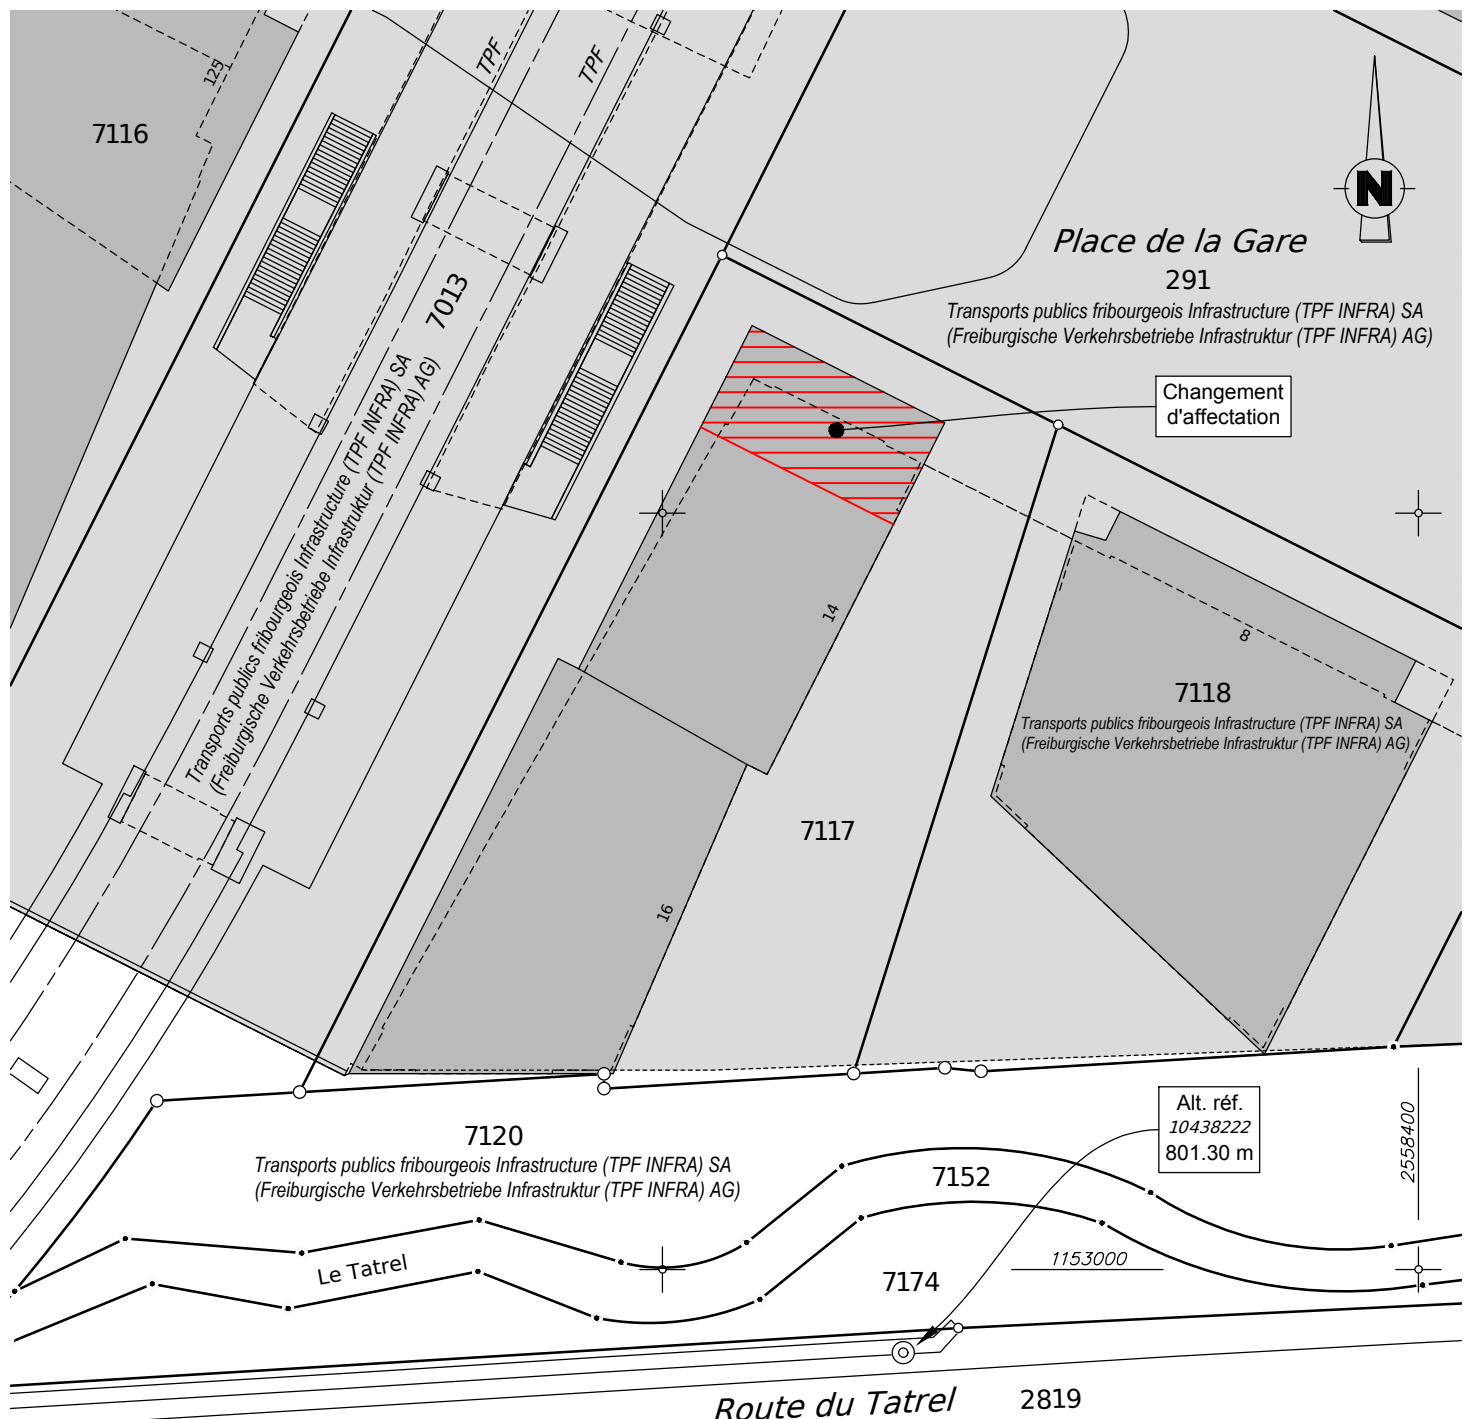 TPF
TPF
125
7116
N
Place de la Gare
291
Transports publics fribourgeois Infrastructure (TPF INFRA) SA
(Freiburgische Verkehrsbetriebe Infrastruktur (TPF INFRA) AG)
7013
Transports publics fribourgeois Infrastructure (TPF INFRA) SA
(Freiburgische Verkehrsbetriebe Infrastruktur (TPF INFRA) AG)
Changement
d'affectation
14
8
7118
Transports publics fribourgeois Infrastructure (TPF INFRA) SA
(Freiburgische Verkehrsbetriebe Infrastruktur (TPF INFRA) AG)
7117
16
Alt. réf.
10438222
801.30 m
2558400
7120
Transports publics fribourgeois Infrastructure (TPF INFRA) SA
(Freiburgische Verkehrsbetriebe Infrastruktur (TPF INFRA) AG)
7152
Le Tatrel
1153000
7174
Route du Tatrel 2819